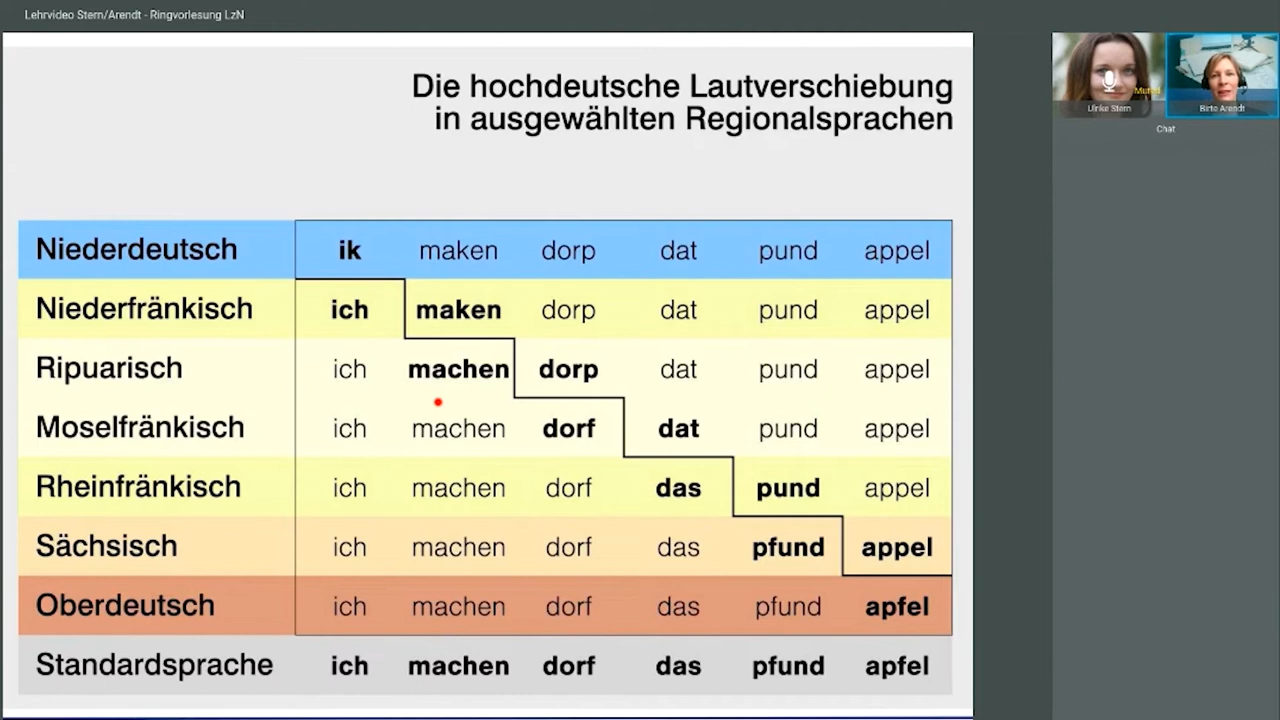 Lehrvideo Stern/Arendt - Ringvorlesung LzN
Die hochdeutsche Lautverschiebung
in ausgewählten Regionalsprachen
Niederdeutsch ik maken dorp dat pund appel
Niederfränkisch ich maken dorp dat pund appel
Ripuarisch ich machen dorp dat pund appel
Moselfränkisch ich machen dorf dat pund appel
Rheinfränkisch ich machen dorf das pund appel
Sächsisch ich machen dorf das pfund appel
Oberdeutsch ich machen dorf das pfund apfel
Standardsprache ich machen dorf das pfund apfel
Ulrike Stern
Birte Arendt
Chat